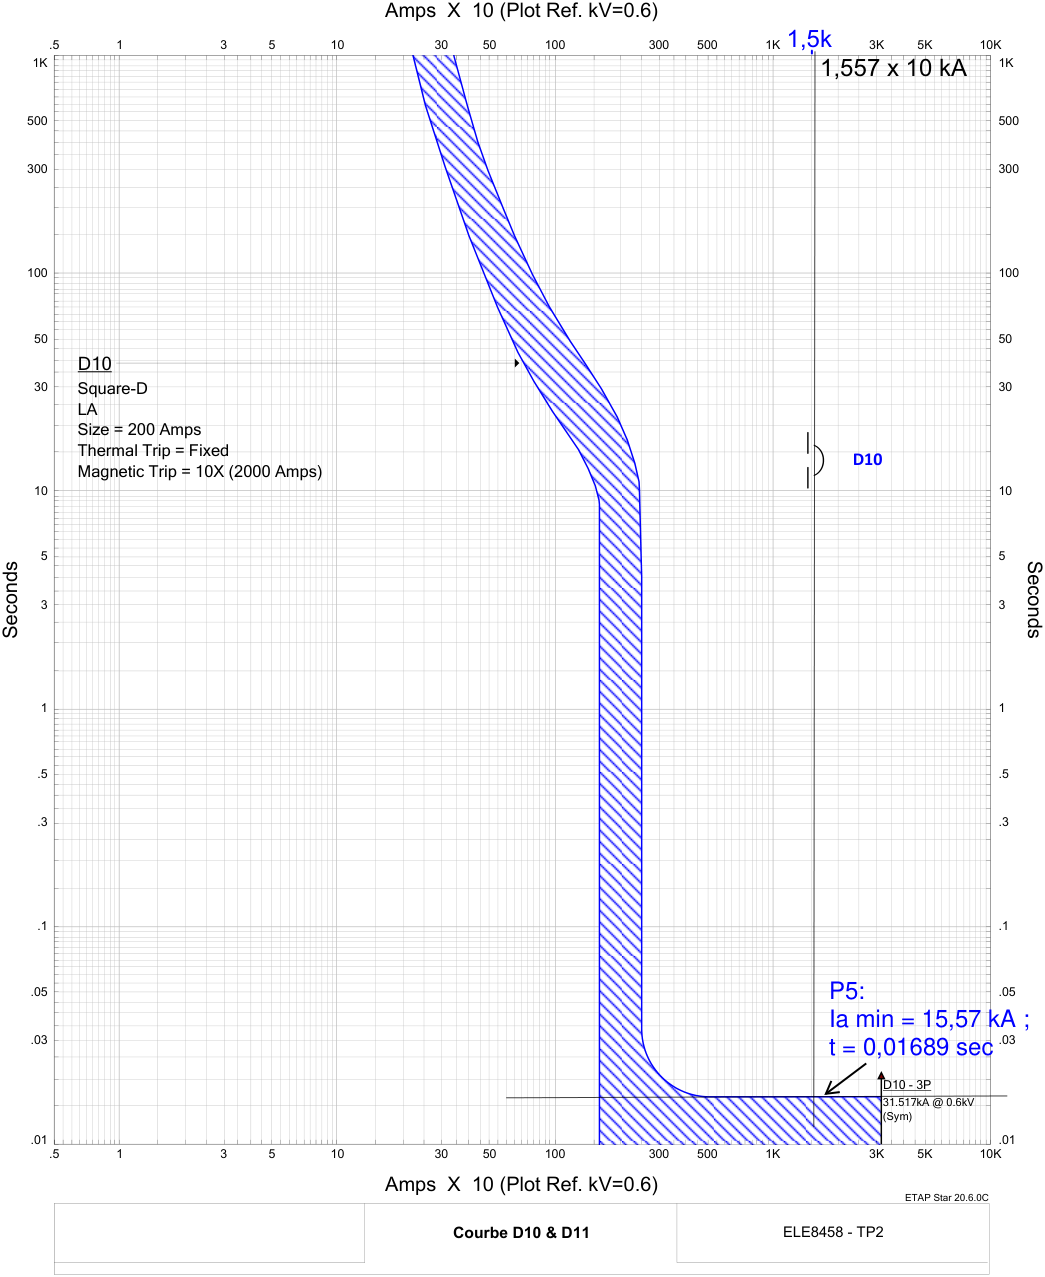 Amps X 10 (Plot Ref. kV=0.6)
.5 1 3 5 10 30 50 100 300 500 1K 1,5k 3K 5K 10K
1,557 x 10 kA
1K 1K
500 500
300 300
100 100
50 50
D10
30 30
Square-D
LA
Size = 200 Amps
Thermal Trip = Fixed
Magnetic Trip = 10X (2000 Amps)
D10
10 10
5 5
3 3
Seconds Seconds
1 1
.5 .5
.3 .3
.1 .1
.05 .05
P5:
Ia min = 15,57 kA ;
.03 .03
t = 0,01689 sec
D10 - 3P
31.517kA @ 0.6kV
(Sym)
.01 .01
.5 1 3 5 10 30 50 100 300 500 1K 3K 5K 10K
Amps X 10 (Plot Ref. kV=0.6)
ETAP Star 20.6.0C
Courbe D10 & D11
ELE8458 - TP2